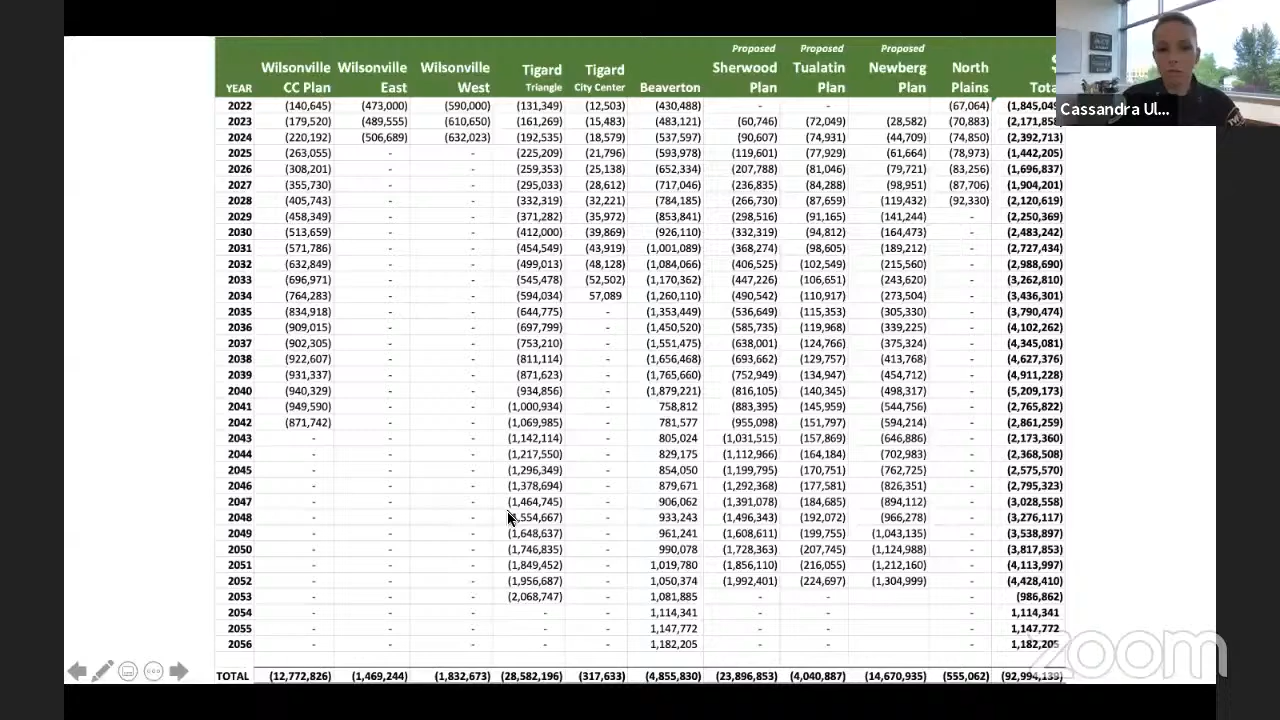 Proposed Proposed Proposed
Wilsonville Wilsonville Wilsonville Tigard Tigard Sherwood Tualatin Newberg North
YEAR CC Plan East West Triangle City Center Beaverton Plan Plan Plan Plains
Cassandra Ul...
2022 (140,645) (473,000) (590,000) (131,349) (12,503) (430,488) - - (67,064)
2023 (179,520) (489,555) (610,650) (161,269) (15,483) (483,121) (60,746) (72,049) (28,582) (70,883)
2024 (220,192) (506,689) (632,023) (192,535) (18,579) (537,597) (90,607) (74,931) (44,709) (74,850) (2,392,713)
2025 (263,055) - - (225,209) (21,796) (593,978) (119,601) (77,929) (61,664) (78,973) (1,442,205)
2026 (308,201) - - (259,353) (25,138) (652,334) (207,788) (81,046) (79,721) (83,256) (1,696,837)
2027 (355,730) - - (295,033) (28,612) (717,046) (236,835) (84,288) (98,951) (87,706) (1,904,201)
2028 (405,743) - - (332,319) (32,221) (784,185) (266,730) (87,659) (119,432) (92,330) (2,120,619)
2029 (458,349) - - (371,282) (35,972) (853,841) (298,516) (91,165) (141,244) - (2,250,369)
2030 (513,659) - - (412,000) (39,869) (926,110) (332,319) (94,812) (164,473) - (2,483,242)
2031 (571,786) - - (454,549) (43,919) (1,001,089) (368,274) (98,605) (189,212) - (2,727,434)
2032 (632,849) - - (499,013) (48,128) (1,084,066) (406,525) (102,549) (215,560) - (2,988,690)
2033 (696,971) - - (545,478) (52,502) (1,170,362) (447,226) (106,651) (243,620) - (3,262,810)
2034 (764,283) - - (594,034) 57,089 (1,260,110) (490,542) (110,917) (273,504) - (3,436,301)
2035 (834,918) - - (644,775) - (1,353,449) (536,649) (115,353) (305,330) - (3,790,474)
2036 (909,015) - - (697,799) - (1,450,520) (585,735) (119,968) (339,225) - (4,102,262)
2037 (902,305) - - (753,210) - (1,551,475) (638,001) (124,766) (375,324) - (4,345,081)
2038 (922,607) - - (811,114) - (1,656,468) (693,662) (129,757) (413,768) - (4,627,376)
2039 (931,337) - - (871,623) - (1,765,660) (752,949) (134,947) (454,712) - (4,911,228)
2040 (940,329) - - (934,856) - (1,879,221) (816,105) (140,345) (498,317) - (5,209,173)
2041 (949,590) - - (1,000,934) - 758,812 (883,395) (145,959) (544,756) - (2,765,822)
2042 (871,742) - - (1,069,985) - 781,577 (955,098) (151,797) (594,214) - (2,861,259)
2043 - - - (1,142,114) - 805,024 (1,031,515) (157,869) (646,886) - (2,173,360)
2044 - - - (1,217,550) - 829,175 (1,112,966) (164,184) (702,983) - (2,368,508)
2045 - - - (1,296,349) - 854,050 (1,199,795) (170,751) (762,725) - (2,575,570)
2046 - - - (1,378,694) - 879,671 (1,292,368) (177,581) (826,351) - (2,795,323)
2047 - - - (1,464,745) - 906,062 (1,391,078) (184,685) (894,112) - (3,028,558)
2048 - - - - 933,243 (1,496,343) (192,072) (966,278) - (3,276,117)
2049 - - - (1,648,637) - 961,241 (1,608,611) (199,755) (1,043,135) - (3,538,897)
2050 - - - (1,746,835) - 990,078 (1,728,363) (207,745) (1,124,988) - (3,817,853)
2051 - - - (1,849,452) - 1,019,780 (1,856,110) (216,055) (1,212,160) - (4,113,997)
2052 - - - (1,956,687) - 1,050,374 (1,992,401) (224,697) (1,304,999) - (4,428,410)
2053 - - - (2,068,747) - 1,081,885 - - - - (986,862)
2054 - - - - - 1,114,341 - - - - 1,114,341
2055 - - - - - 1,147,772 - - - - 1,147,772
2056 - - - - - 1,182,205 - - - - 1,182,205
TOTAL (12,772,826) (1,469,244) (1,832,673) (28,582,196) (317,633) (4,855,830) (23,896,853) (4,040,887) (14,670,935) (555,062) (92,994,139)
zoom